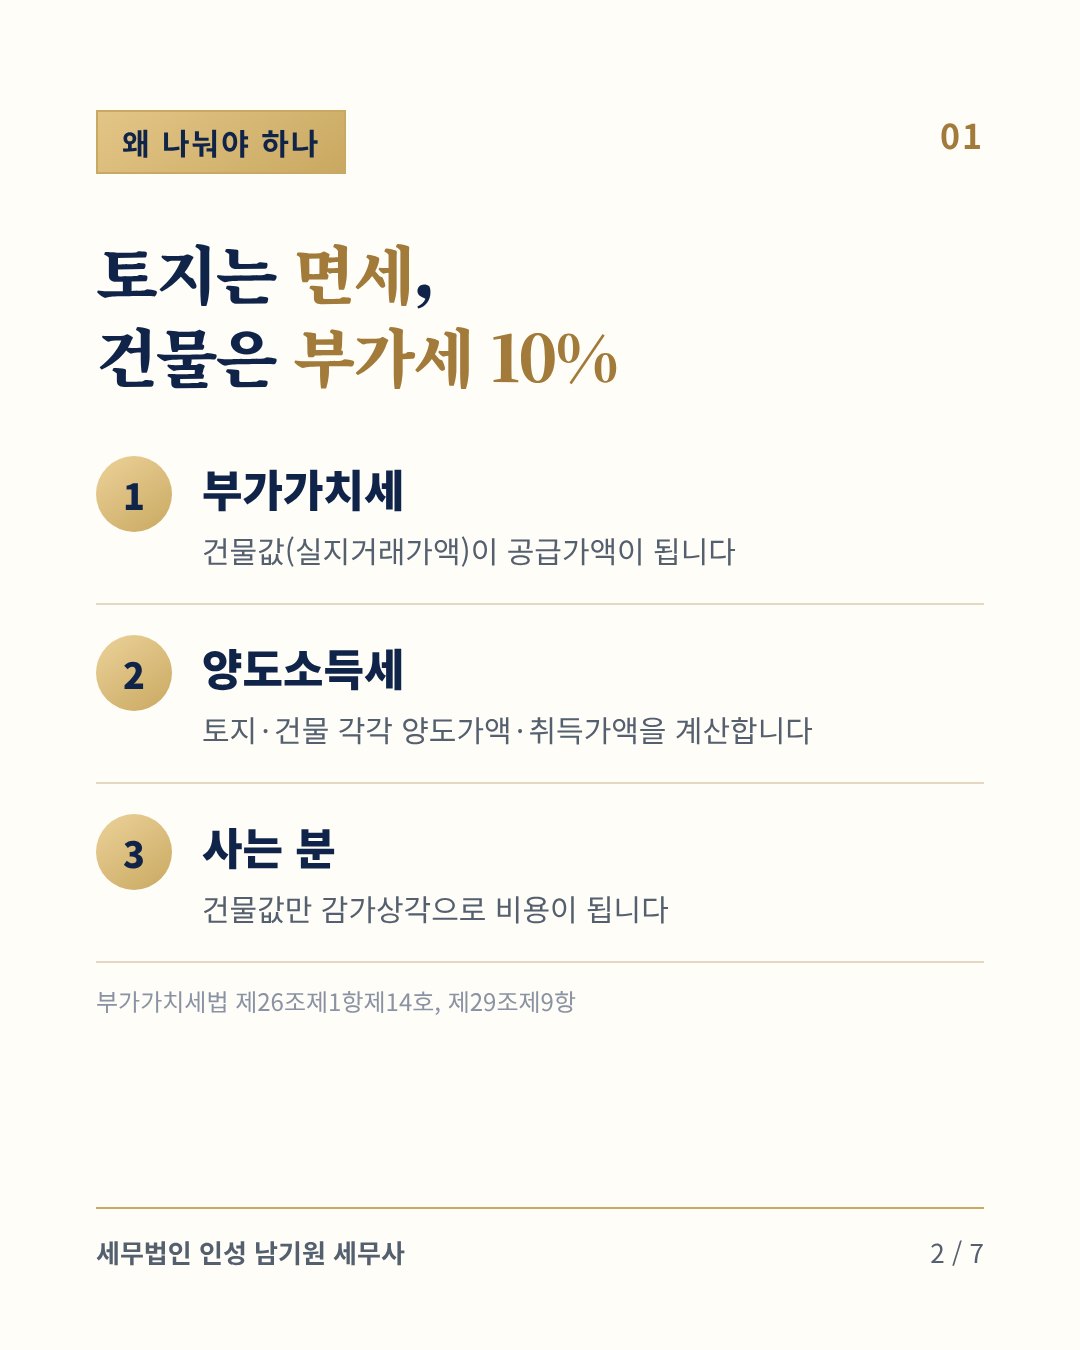 왜 나눠야 하나
01
토지는 면세,
건물은 부가세 10%
1
부가가치세
건물값(실지거래가액)이 공급가액이 됩니다
2
양도소득세
토지·건물 각각 양도가액·취득가액을 계산합니다
3
사는 분
건물값만 감가상각으로 비용이 됩니다
부가가치세법 제26조제1항제14호, 제29조제9항
세무법인 인성 남기원 세무사
2 / 7